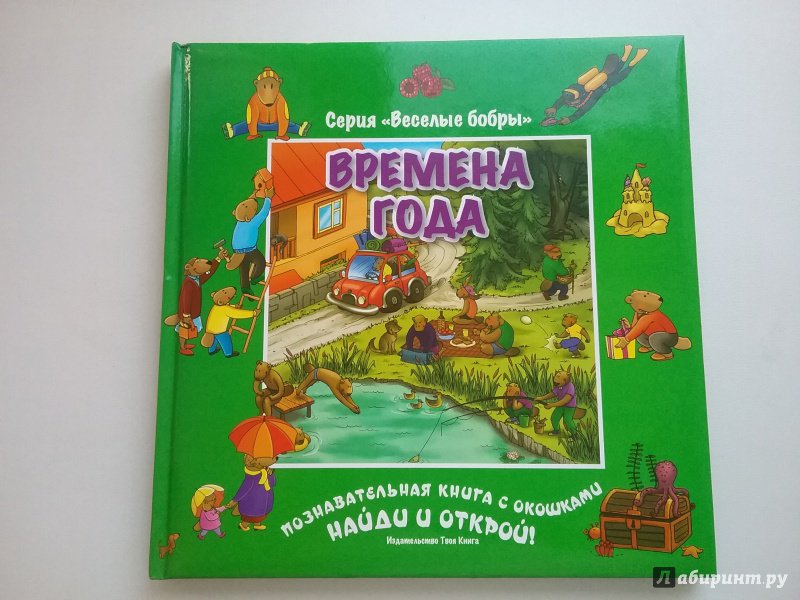 Серия «Веселые бобры»
ВРЕМЕНА
ГОДА
ПОЗНАВАТЕЛЬНАЯ КНИГА С ОКОШКАМИ
НАЙДИ И ОТКРОЙ!
Издательство Твоя Книга
Лабиринт.ру